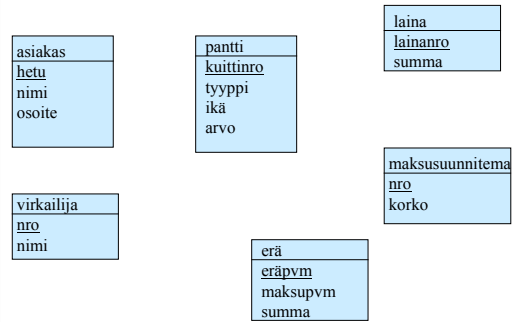 asiakas
hetu
nimi
osoite
pantti
kuittinro
tyyppi
ikä
arvo
laina
lainanro
summa
maksusuunnitema
nro
korko
virkailija
nro
nimi
erä
eräpvm
maksupvm
summa